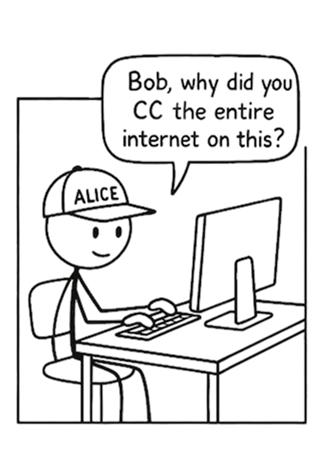 Bob, why did you
CC the entire
internet on this?
ALICE